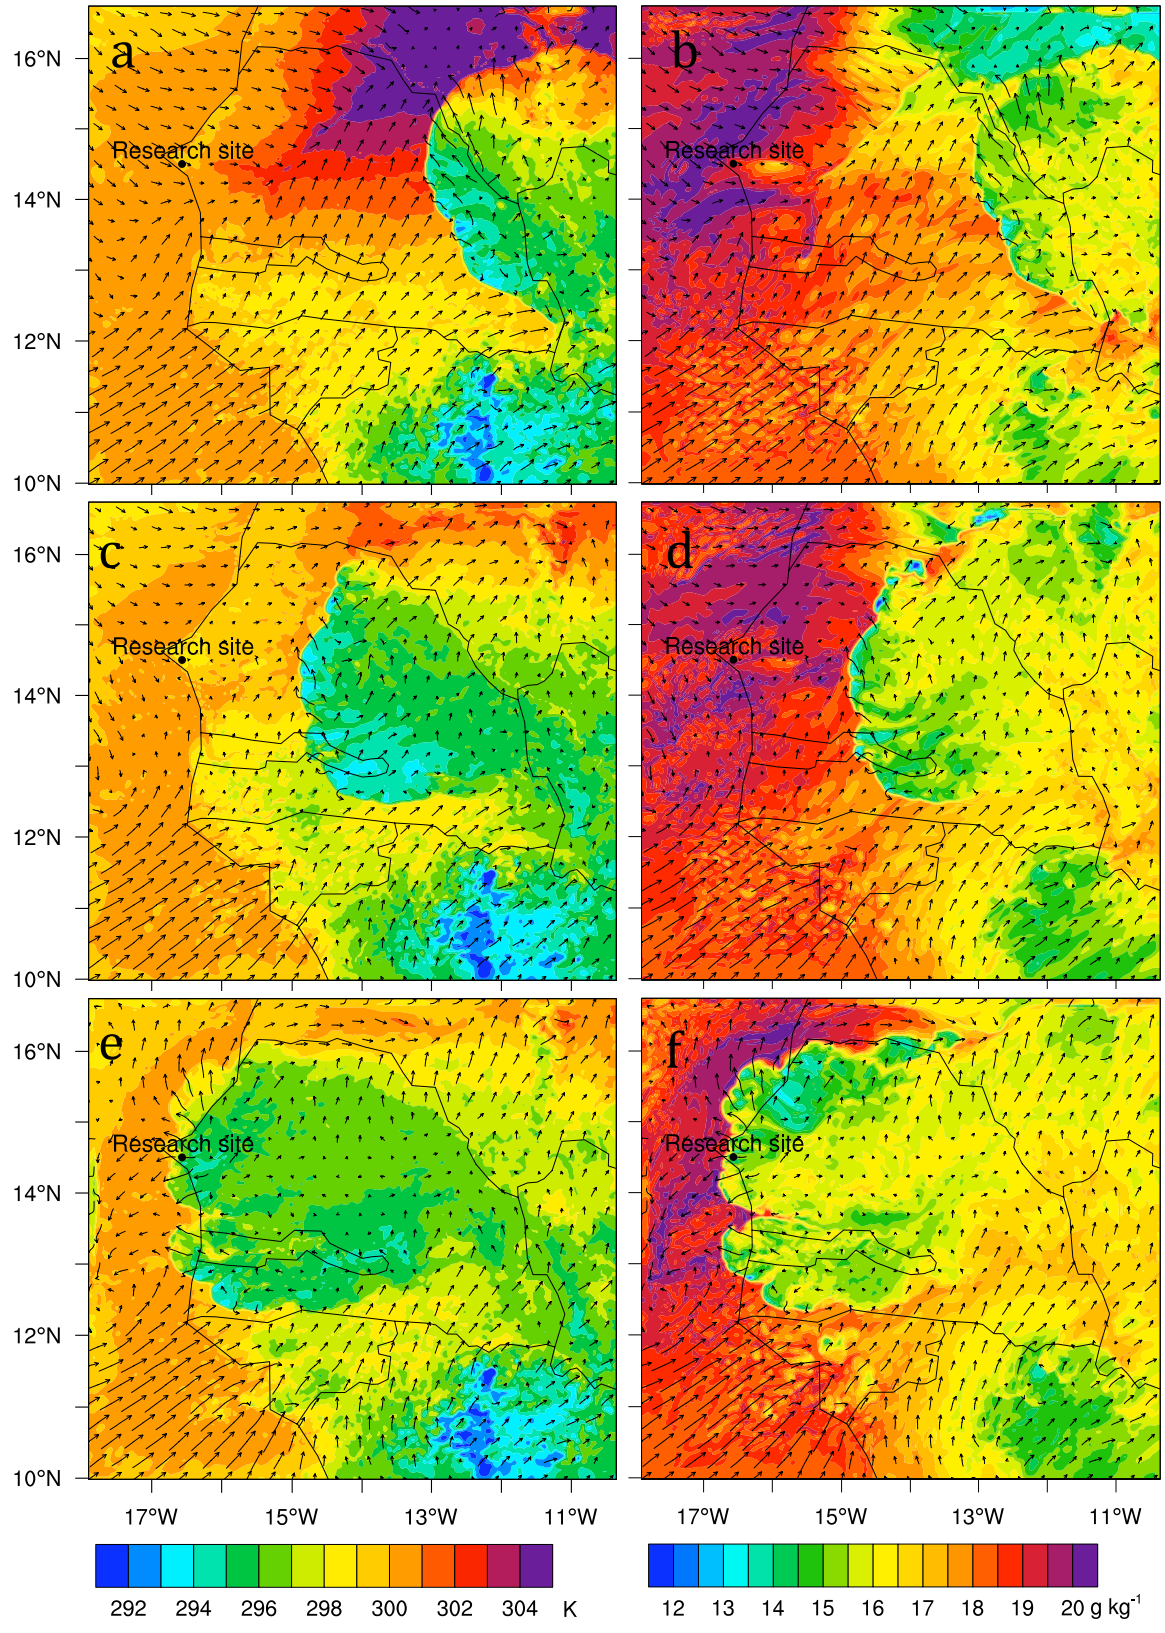 a
b
16°N
Research site
Research site
14°N
12°N
10°N
c
d
16°N
Research site
Research site
14°N
12°N
10°N
e
f
16°N
Research site
Research site
14°N
12°N
10°N
17°W 15°W 13°W 11°W
17°W 15°W 13°W 11°W
292 294 296 298 300 302 304 K
12 13 14 15 16 17 18 19 20 g kg⁻¹